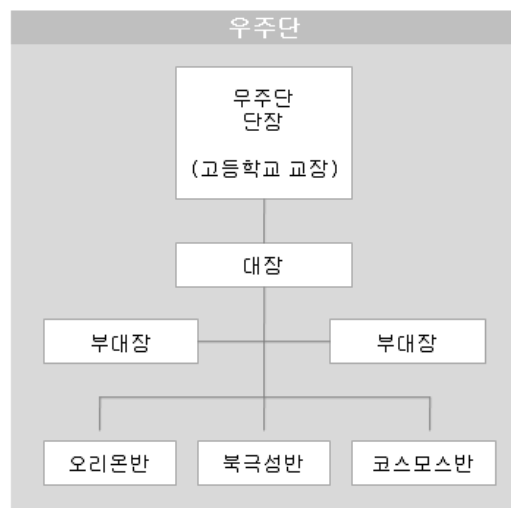 우주단
우주단
단장
(고등학교 교장)
대장
부대장
부대장
오리온반
북극성반
코스모스반